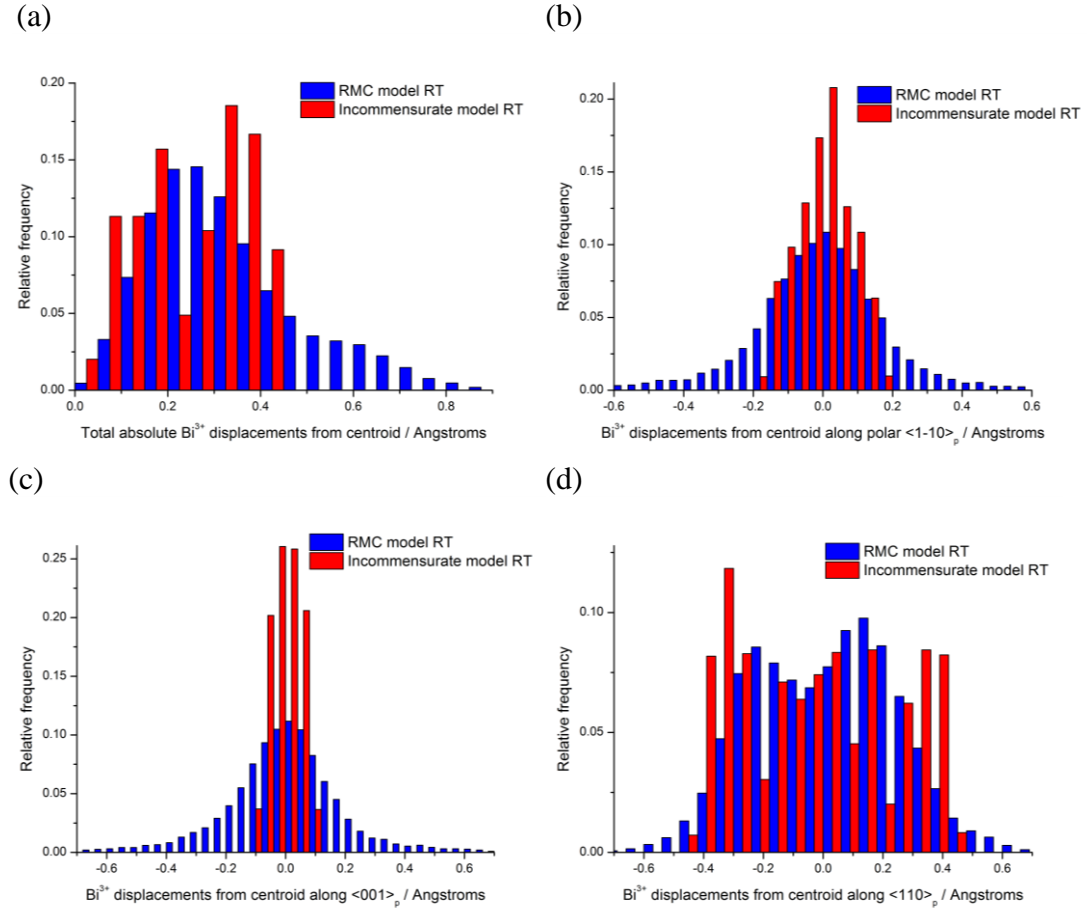 (a)
RMC model RT
Incommensurate model RT
0.20
0.15
0.10
0.05
0.00
Relative frequency
0.0 0.2 0.4 0.6 0.8
Total absolute Bi³⁺ displacements from centroid / Angstroms
(b)
RMC model RT
Incommensurate model RT
0.20
0.15
0.10
0.05
0.00
Relatiive frequency
-0.6 -0.4 -0.2 0.0 0.2 0.4 0.6
Bi³⁺ displacements from centroid along polar <1-10>ₚ / Angstroms
(c)
RMC model RT
Incommensurate model RT
0.25
0.20
0.15
0.10
0.05
0.00
Relative frequency
-0.6 -0.4 -0.2 0.0 0.2 0.4 0.6
Bi³⁺ displacements from centroid along <001>ₚ / Angstroms
(d)
RMC model RT
Incommensurate model RT
0.10
0.05
0.00
Relative frequency
-0.6 -0.4 -0.2 0.0 0.2 0.4 0.6
Bi³⁺ displacements from centroid along <110>ₚ / Angstroms